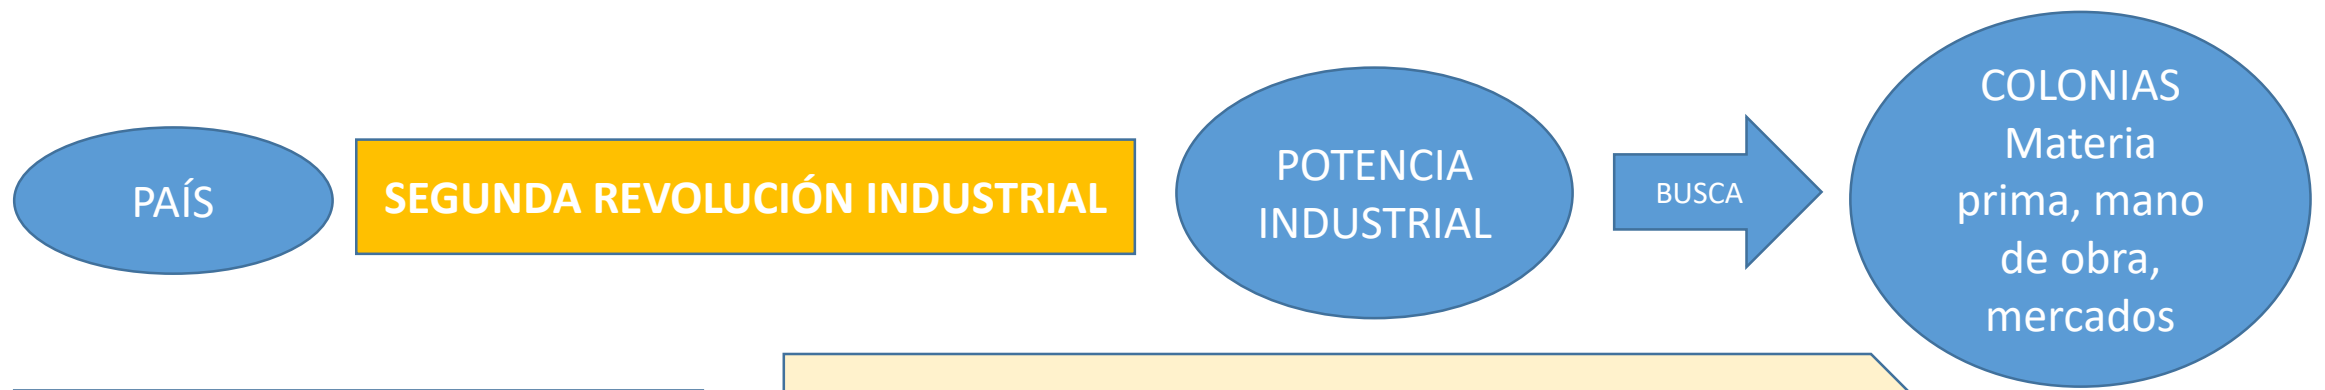 PAÍS
SEGUNDA REVOLUCIÓN INDUSTRIAL
POTENCIA
INDUSTRIAL
BUSCA
COLONIAS
Materia
prima, mano
de obra,
mercados